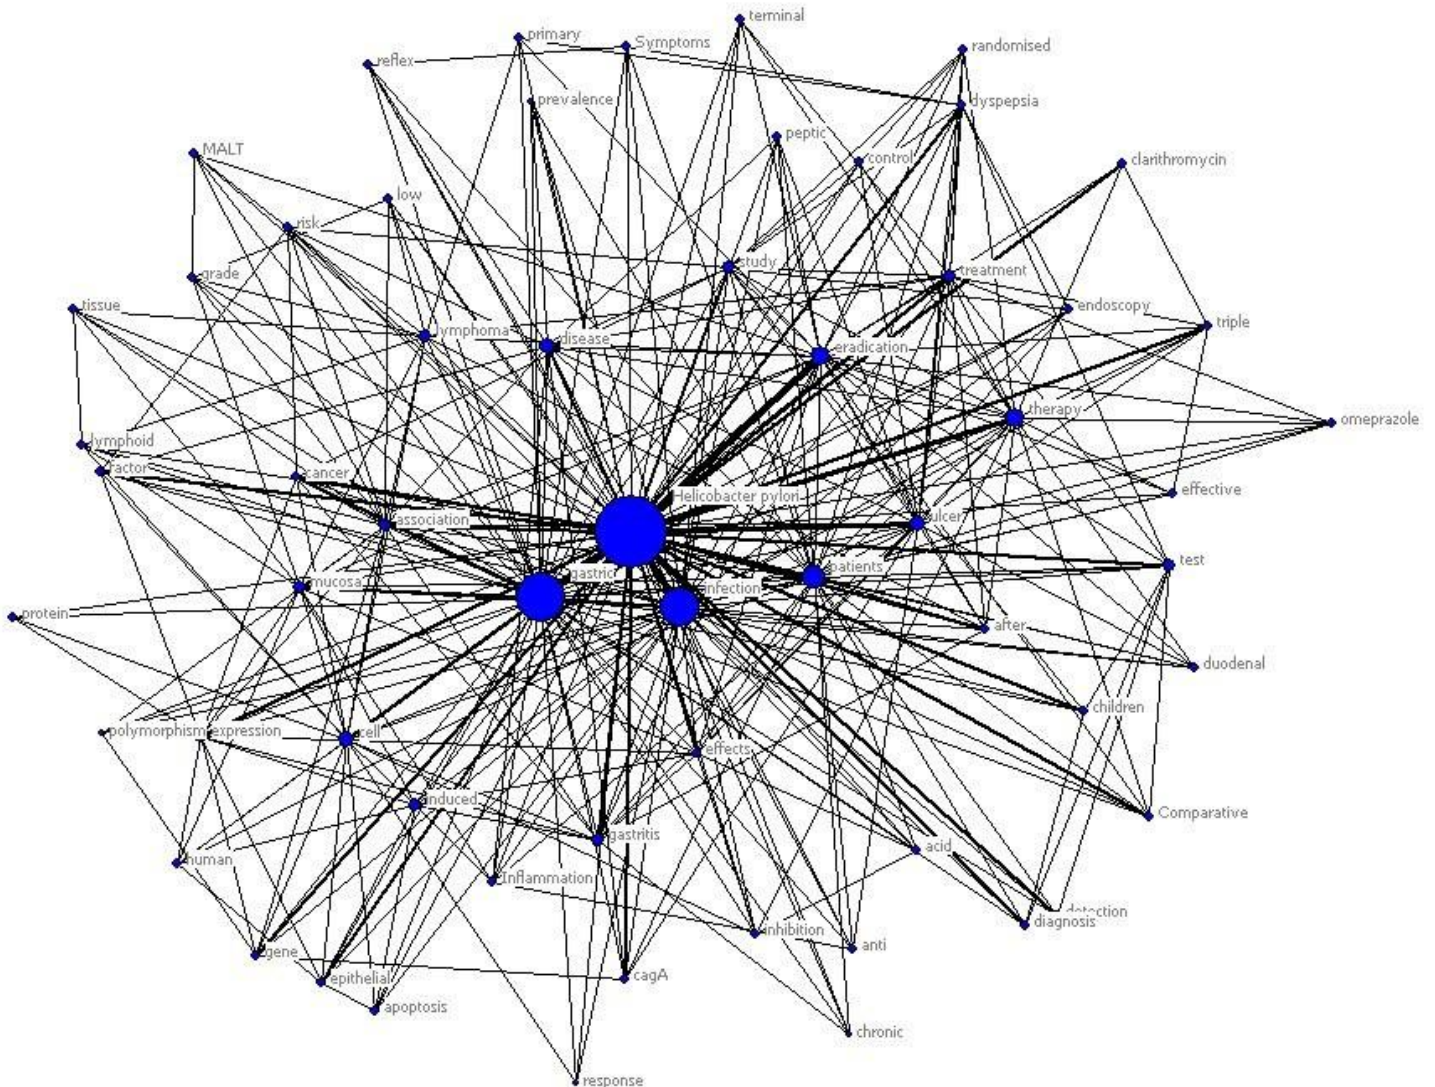 terminal
primary
Symptoms
randomised
reflex
prevalence
dyspepsia
peptic
MALT
control
clarithromycin
low
risk
study
treatment
grade
tissue
endoscopy
triple
lymphoma
disease
eradication
therapy
omeprazole
lymphoid
factor
cancer
Helicobacter pylori
effective
association
ulcer
test
mucosa
gastric
infection
patients
protein
after
duodenal
children
polymorphism
expression
cell
effects
induced
gastritis
Comparative
human
acid
Inflammation
detection
diagnosis
inhibition
anti
gene
epithelial
cagA
apoptosis
chronic
response